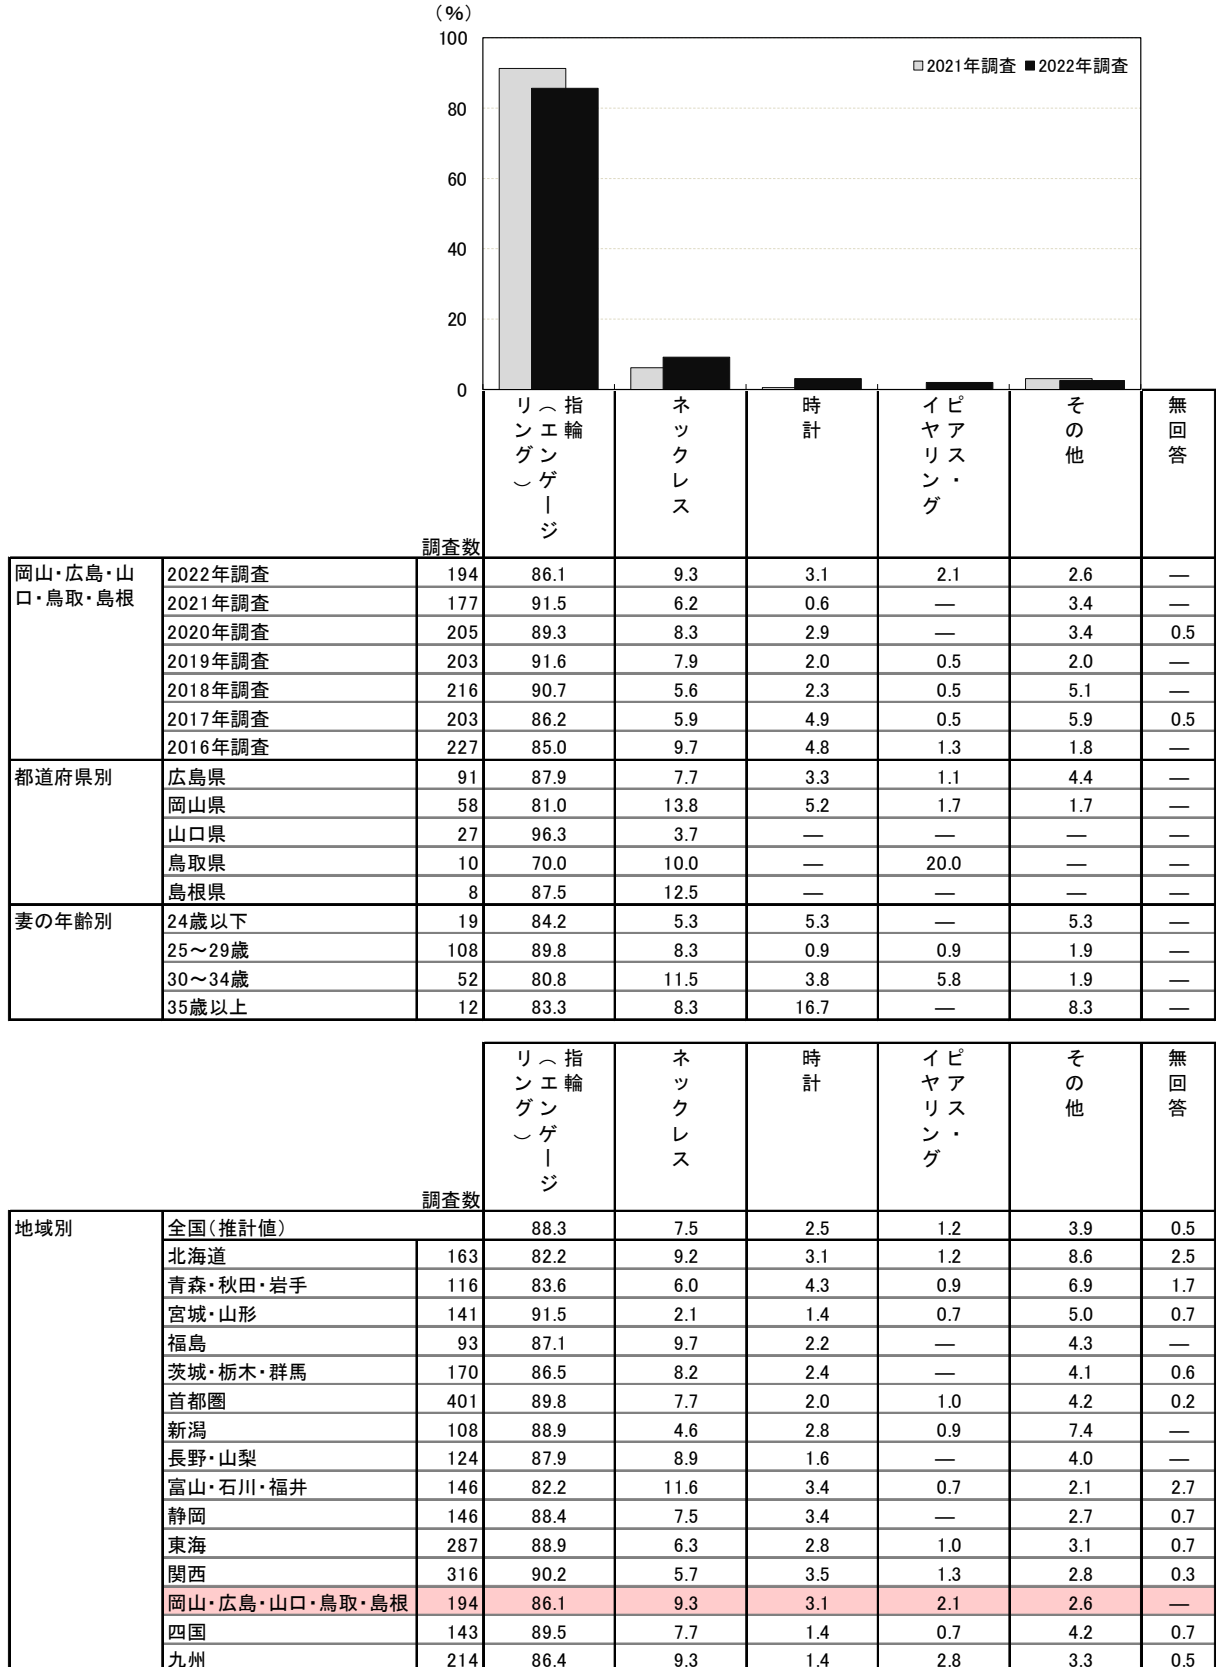 (%)
100
80
60
40
20
0
□2021年調査 ■2022年調査
指輪(エンゲージリング)
ネックレス
時計
ピアス・イヤリング
その他
無回答
調査数
岡山・広島・山口・鳥取・島根 2022年調査 194 86.1 9.3 3.1 2.1 2.6 ―
2021年調査 177 91.5 6.2 0.6 ― 3.4 ―
2020年調査 205 89.3 8.3 2.9 ― 3.4 0.5
2019年調査 203 91.6 7.9 2.0 0.5 2.0 ―
2018年調査 216 90.7 5.6 2.3 0.5 5.1 ―
2017年調査 203 86.2 5.9 4.9 0.5 5.9 0.5
2016年調査 227 85.0 9.7 4.8 1.3 1.8 ―
都道府県別 広島県 91 87.9 7.7 3.3 1.1 4.4 ―
岡山県 58 81.0 13.8 5.2 1.7 1.7 ―
山口県 27 96.3 3.7 ― ― ― ―
鳥取県 10 70.0 10.0 ― 20.0 ― ―
島根県 8 87.5 12.5 ― ― ― ―
妻の年齢別 24歳以下 19 84.2 5.3 5.3 ― 5.3 ―
25～29歳 108 89.8 8.3 0.9 0.9 1.9 ―
30～34歳 52 80.8 11.5 3.8 5.8 1.9 ―
35歳以上 12 83.3 8.3 16.7 ― 8.3 ―
指輪(エンゲージリング)
ネックレス
時計
ピアス・イヤリング
その他
無回答
調査数
地域別 全国(推計値) 88.3 7.5 2.5 1.2 3.9 0.5
北海道 163 82.2 9.2 3.1 1.2 8.6 2.5
青森・秋田・岩手 116 83.6 6.0 4.3 0.9 6.9 1.7
宮城・山形 141 91.5 2.1 1.4 0.7 5.0 0.7
福島 93 87.1 9.7 2.2 ― 4.3 ―
茨城・栃木・群馬 170 86.5 8.2 2.4 ― 4.1 0.6
首都圏 401 89.8 7.7 2.0 1.0 4.2 0.2
新潟 108 88.9 4.6 2.8 0.9 7.4 ―
長野・山梨 124 87.9 8.9 1.6 ― 4.0 ―
富山・石川・福井 146 82.2 11.6 3.4 0.7 2.1 2.7
静岡 146 88.4 7.5 3.4 ― 2.7 0.7
東海 287 88.9 6.3 2.8 1.0 3.1 0.7
関西 316 90.2 5.7 3.5 1.3 2.8 0.3
岡山・広島・山口・鳥取・島根 194 86.1 9.3 3.1 2.1 2.6 ―
四国 143 89.5 7.7 1.4 0.7 4.2 0.7
九州 214 86.4 9.3 1.4 2.8 3.3 0.5